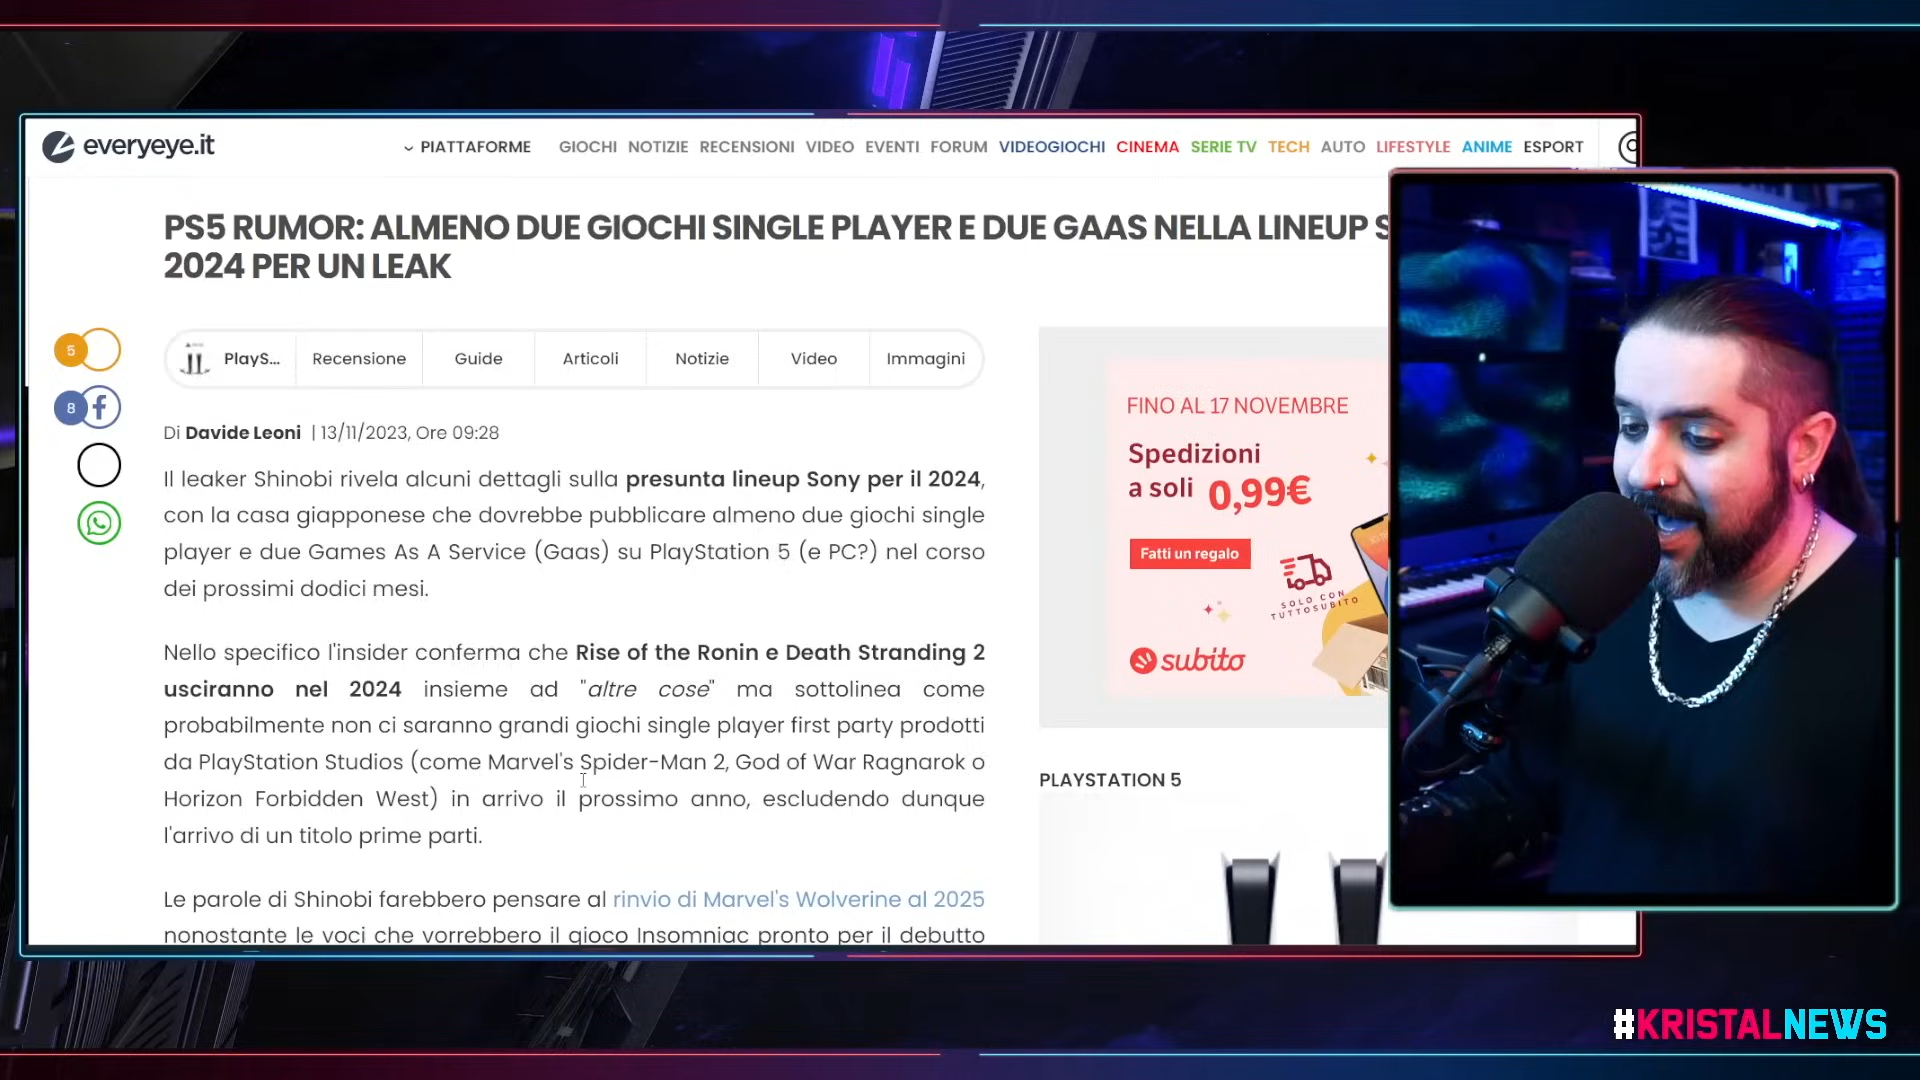 everyeye.it
PIATTAFORME GIOCHI NOTIZIE RECENSIONI VIDEO EVENTI FORUM VIDEOGIOCHI CINEMA SERIE TV TECH AUTO LIFESTYLE ANIME ESPORT
PS5 RUMOR: ALMENO DUE GIOCHI SINGLE PLAYER E DUE GAAS NELLA LINEUP S
2024 PER UN LEAK
5
8
PlayS... Recensione Guide Articoli Notizie Video Immagini
Di Davide Leoni | 13/11/2023, Ore 09:28
Il leaker Shinobi rivela alcuni dettagli sulla presunta lineup Sony per il 2024,
con la casa giapponese che dovrebbe pubblicare almeno due giochi single
player e due Games As A Service (Gaas) su PlayStation 5 (e PC?) nel corso
dei prossimi dodici mesi.
Nello specifico l'insider conferma che Rise of the Ronin e Death Stranding 2
usciranno nel 2024 insieme ad "altre cose" ma sottolinea come
probabilmente non ci saranno grandi giochi single player first party prodotti
da PlayStation Studios (come Marvel's Spider-Man 2, God of War Ragnarok o
Horizon Forbidden West) in arrivo il prossimo anno, escludendo dunque
l'arrivo di un titolo prime parti.
Le parole di Shinobi farebbero pensare al rinvio di Marvel's Wolverine al 2025
nonostante le voci che vorrebbero il gioco Insomniac pronto per il debutto
FINO AL 17 NOVEMBRE
Spedizioni
a soli 0,99€
Fatti un regalo
SOLO CON
TUTTOSUBITO
subito
PLAYSTATION 5
#KRISTALNEWS